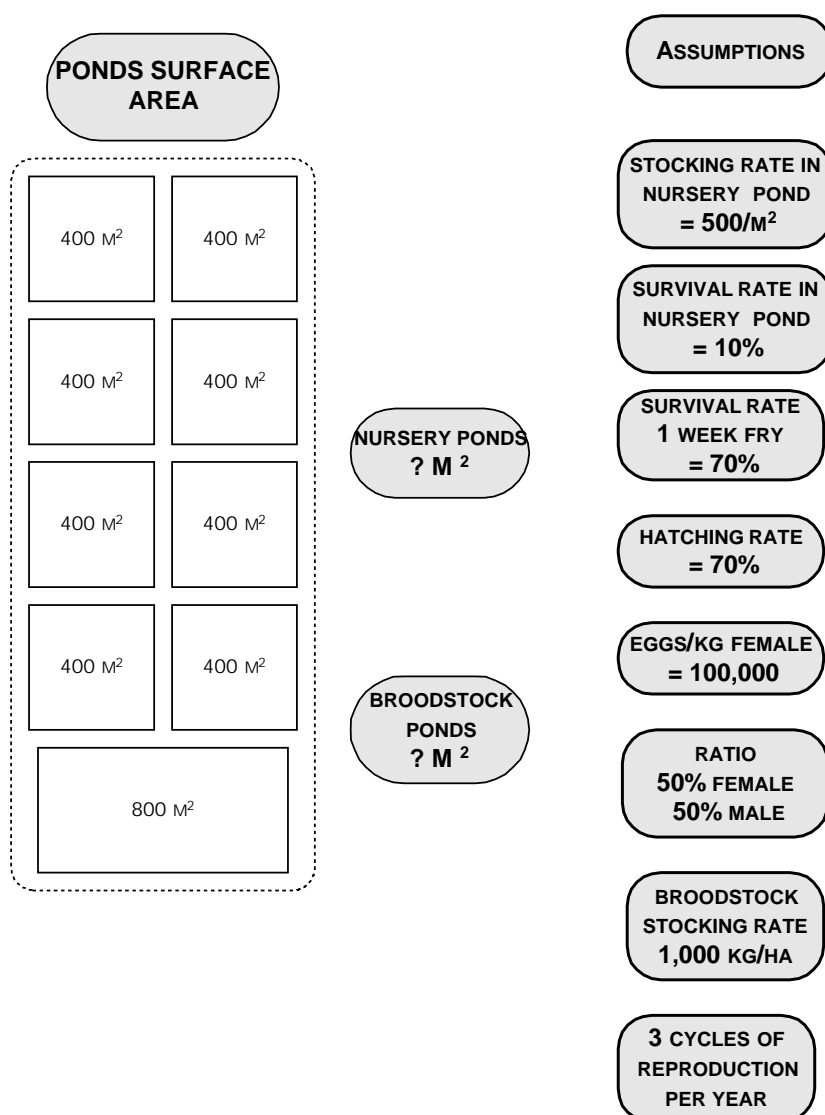 PONDS SURFACE
AREA
400 M²
400 M²
400 M²
400 M²
400 M²
400 M²
400 M²
400 M²
800 M²
NURSERY PONDS
? M ²
BROODSTOCK
PONDS
? M ²
ASSUMPTIONS
STOCKING RATE IN
NURSERY POND
= 500/M²
SURVIVAL RATE IN
NURSERY POND
= 10%
SURVIVAL RATE
1 WEEK FRY
= 70%
HATCHING RATE
= 70%
EGGS/KG FEMALE
= 100,000
RATIO
50% FEMALE
50% MALE
BROODSTOCK
STOCKING RATE
1,000 KG/HA
3 CYCLES OF
REPRODUCTION
PER YEAR